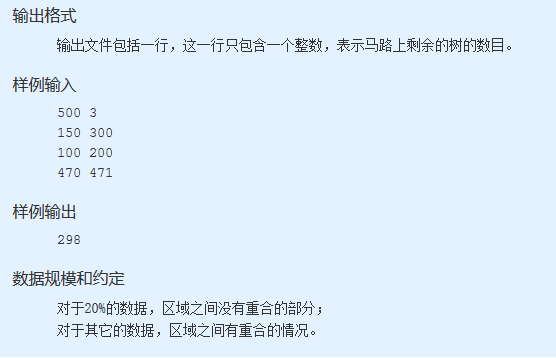 输出格式
输出文件包括一行，这一行只包含一个整数，表示马路上剩余的树的数目。
样例输入
500 3
150 300
100 200
470 471
样例输出
298
数据规模和约定
对于20%的数据，区域之间没有重合的部分；
对于其它的数据，区域之间有重合的情况。